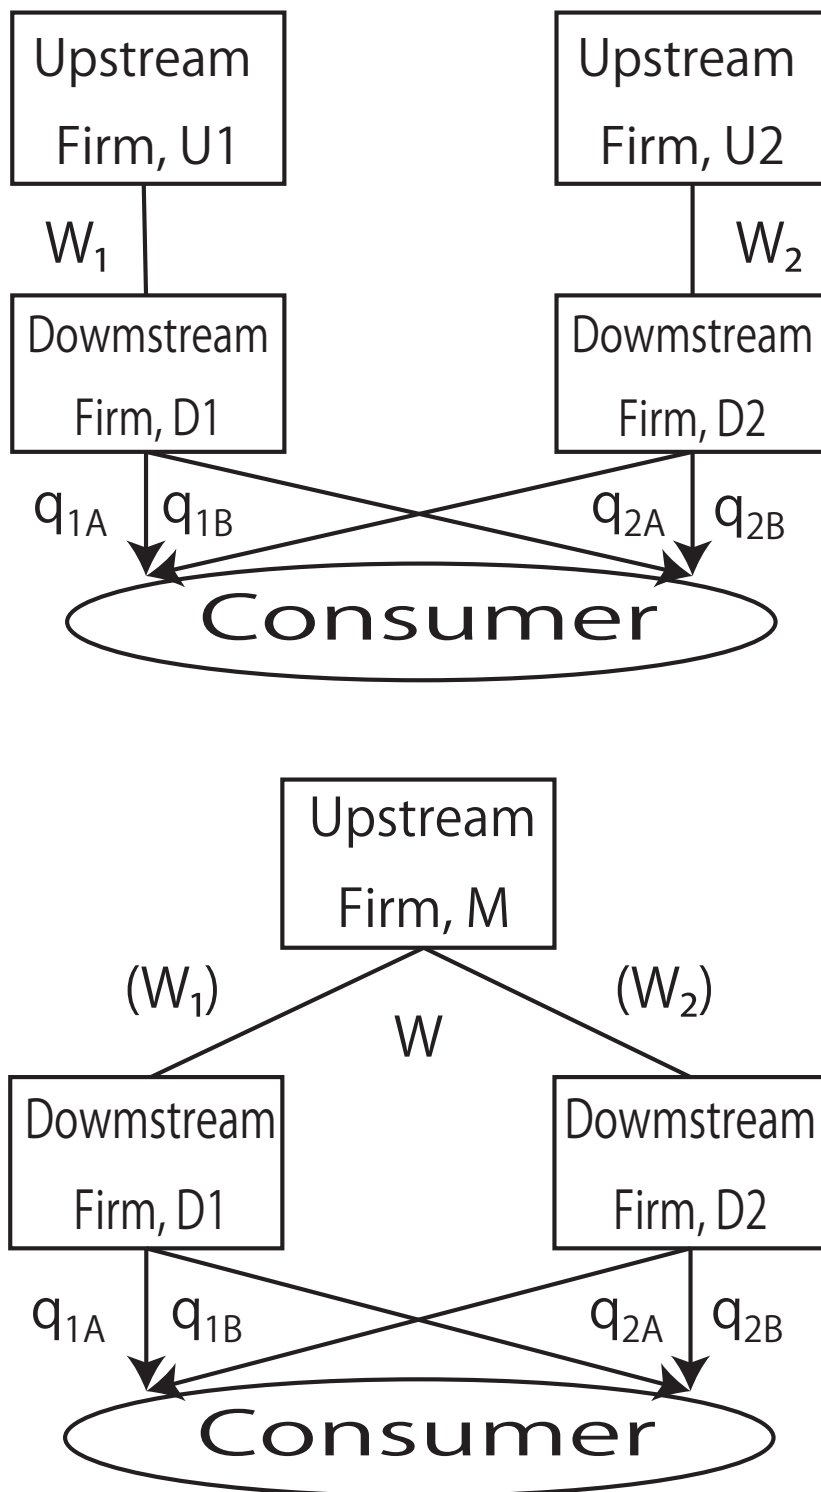 Upstream
Firm, U1
Upstream
Firm, U2
W₁
W₂
Dowmstream
Firm, D1
Dowmstream
Firm, D2
q1A
q1B
q2A
q2B
Consumer
Upstream
Firm, M
(W₁)
W
(W₂)
Dowmstream
Firm, D1
Dowmstream
Firm, D2
q1A
q1B
q2A
q2B
Consumer